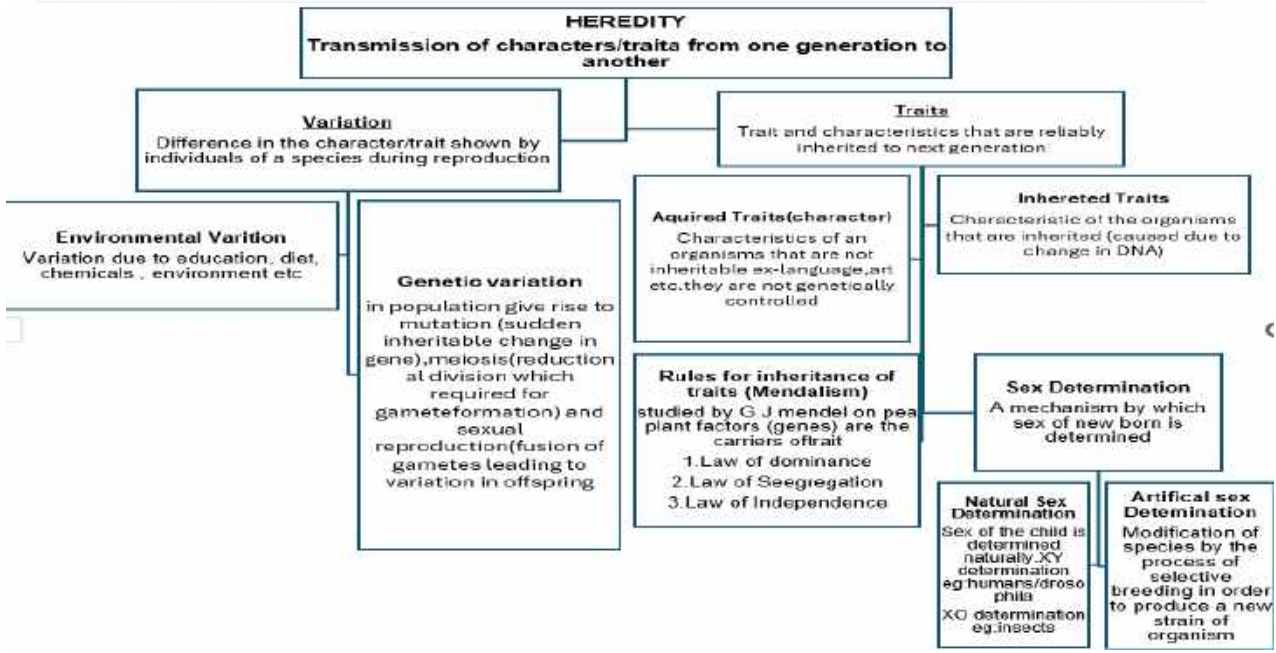 HEREDITY
Transmission of characters/traita from one generation to
another
Variation
Difference in the character/trait shown by
individuals of a species during reproduction
Traits
Trait and characteristics that are reliably
inherited to next generation
Environmental Varition
Variation due to education, diet,
chemicals , environment etc
Genetic variation
in population give rise to
mutation (sudden
inheritable change in
gene),meiosis(reduction
al division which
required for
gameteformation) and
sexual
reproduction(fusion of
gametes leading to
variation in offspring
Aquired Traits(character)
Characteristics of an
organisms that are not
inheritable ex-language,art
etc.they are not genetically
controlled
Inhereted Traits
Characteristic of the organisms
that are inherited (caused due to
change in DNA)
Rules for inheritance of
traits (Mendalism)
studied by G J mendel on pea
plant factors (genes) are the
carriers oftrait
1.Law of dominance
2.Law of Seegregation
3.Law of Independence
Sex Determination
A mechanism by which
sex of new born is
determined
Natural Sex
Determination
Sex of the child is
determined
naturally.XY
determination
eg:humans/droso
phila
XO determination
eg:insects
Artifical sex
Detemination
Modification of
species by the
process of
selective
breeding in order
to produce a new
strain of
organism